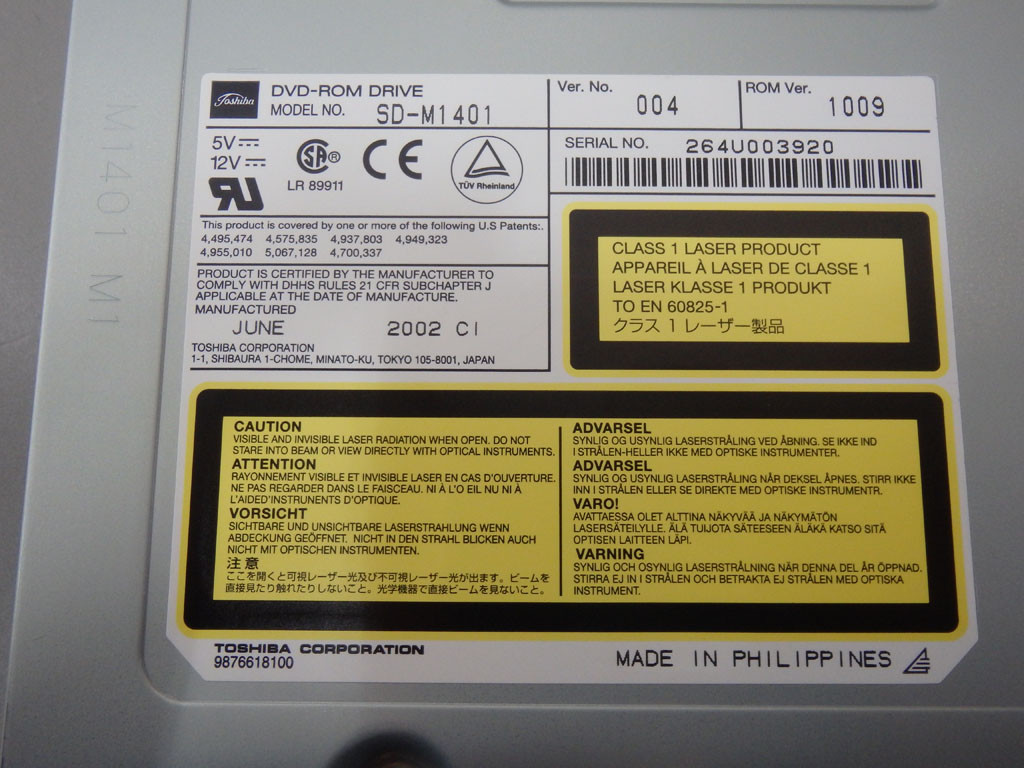 Toshiba
DVD-ROM DRIVE
MODEL NO. SD-M1401
Ver. No. 004
ROM Ver. 1009
5V
12V
LR 89911
TÜV Rheinland
SERIAL NO. 264U003920
This product is covered by one or more of the following U.S Patents:.
4,495,474 4,575,835 4,937,803 4,949,323
4,955,010 5,067,128 4,700,337
PRODUCT IS CERTIFIED BY THE MANUFACTURER TO
COMPLY WITH DHHS RULES 21 CFR SUBCHAPTER J
APPLICABLE AT THE DATE OF MANUFACTURE.
MANUFACTURED
JUNE 2002 CI
TOSHIBA CORPORATION
1-1, SHIBAURA 1-CHOME, MINATO-KU, TOKYO 105-8001, JAPAN
CLASS 1 LASER PRODUCT
APPAREIL À LASER DE CLASSE 1
LASER KLASSE 1 PRODUKT
TO EN 60825-1
クラス 1 レーザー製品
CAUTION
VISIBLE AND INVISIBLE LASER RADIATION WHEN OPEN. DO NOT
STARE INTO BEAM OR VIEW DIRECTLY WITH OPTICAL INSTRUMENTS.
ATTENTION
RAYONNEMENT VISIBLE ET INVISIBLE LASER EN CAS D'OUVERTURE.
NE PAS REGARDER DANS LE FAISCEAU. NI À L'O EIL NU NI À
L'AIDED'INSTRUNENTS D'OPTIQUE.
VORSICHT
SICHTBARE UND UNSICHTBARE LASERSTRAHLUNG WENN
ABDECKUNG GEÖFFNET. NICHT IN DEN STRAHL BLICKEN AUCH
NICHT MIT OPTISCHEN INSTRUMENTEN.
注意
ここを開くと可視レーザー光及び不可視レーザー光が出ます。ビームを
直接見たり触れたりしないこと。光学機器で直接ビームを見ないこと。
ADVARSEL
SYNLIG OG USYNLIG LASERSTRÅLING VED ÅBNING. SE IKKE IND
I STRÅLEN-HELLER IKKE MED OPTISKE INSTRUMENTER.
ADVARSEL
SYNLIG OG USYNLIG LASERSTRÅLING NÅR DEKSEL ÅPNES. STIRR IKKE
INN I STRÅLEN ELLER SE DIREKTE MED OPTISKE INSTRUMENTR.
VARO!
AVATTAESSA OLET ALTTINA NÄKYVÄÄ JA NÄKYMÄTÖN
LASERSÄTEILYLLE. ÄLÄ TUIJOTA SÄTEESEEN ÄLÄKÄ KATSO SITÄ
OPTISEN LAITTEEN LÄPI.
VARNING
SYNLIG OCH OSYNLIG LASERSTRÅLNING NÄR DENNA DEL ÄR ÖPPNAD.
STIRRA EJ IN I STRÅLEN OCH BETRAKTA EJ STRÅLEN MED OPTISKA
INSTRUMENT.
TOSHIBA CORPORATION
9876618100
MADE IN PHILIPPINES
M1401 M1